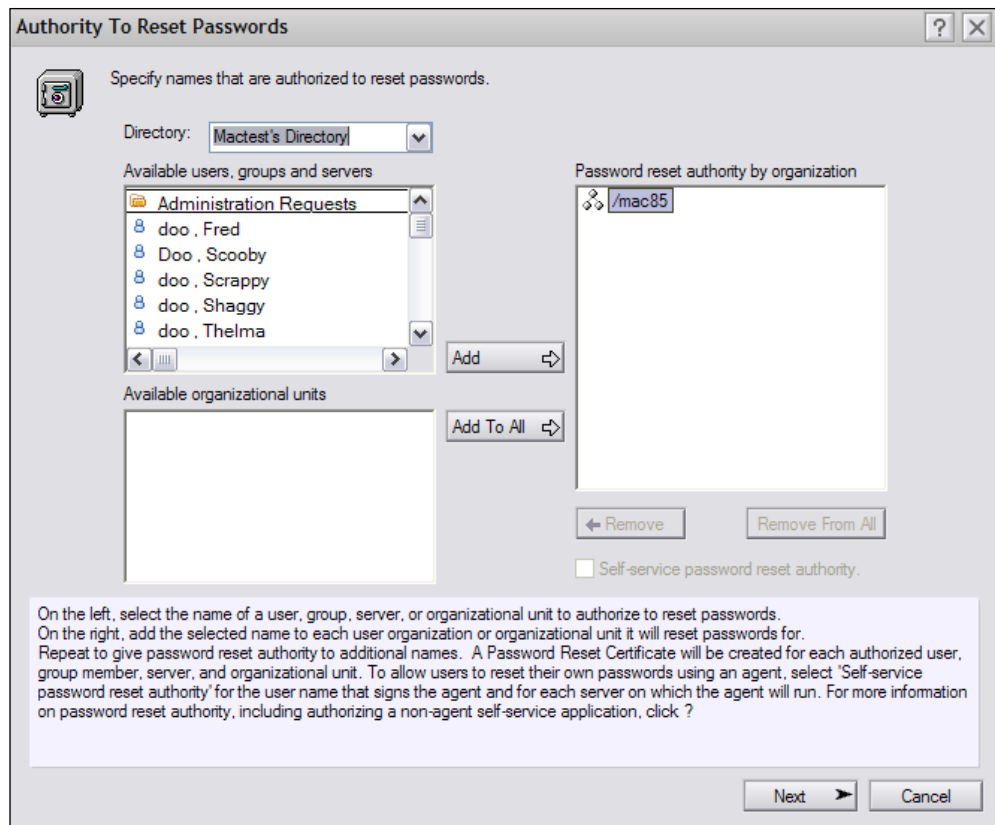 Authority To Reset Passwords
?
Specify names that are authorized to reset passwords.
Directory: Mactest's Directory
Available users, groups and servers
Administration Requests
doo , Fred
Doo , Scooby
doo , Scrappy
doo , Shaggy
doo , Thelma
Add
Available organizational units
Add To All
Password reset authority by organization
/mac85
Remove
Remove From All
Self-service password reset authority.
On the left, select the name of a user, group, server, or organizational unit to authorize to reset passwords.
On the right, add the selected name to each user organization or organizational unit it will reset passwords for.
Repeat to give password reset authority to additional names. A Password Reset Certificate will be created for each authorized user,
group member, server, and organizational unit. To allow users to reset their own passwords using an agent, select 'Self-service
password reset authority' for the user name that signs the agent and for each server on which the agent will run. For more information
on password reset authority, including authorizing a non-agent self-service application, click ?
Next
Cancel